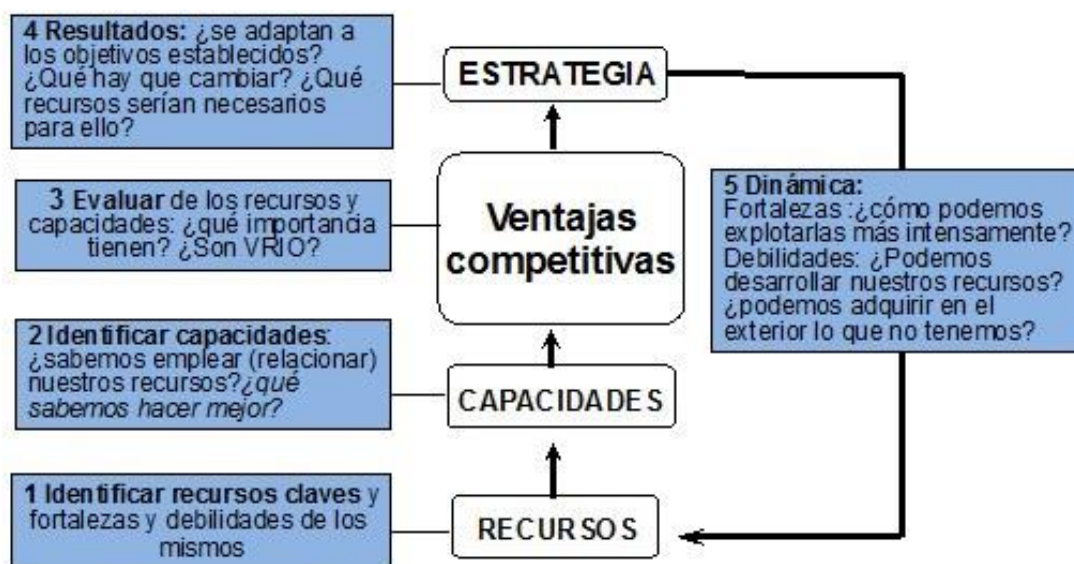 4 Resultados: ¿se adaptan a
los objetivos establecidos?
¿Qué hay que cambiar? ¿Qué
recursos serían necesarios
para ello?
ESTRATEGIA
3 Evaluar de los recursos y
capacidades: ¿qué importancia
tienen? ¿Son VRIO?
Ventajas
competitivas
5 Dinámica:
Fortalezas :¿cómo podemos
explotarlas más intensamente?
Debilidades: ¿Podemos
desarrollar nuestros recursos?
¿podemos adquirir en el
exterior lo que no tenemos?
2 Identificar capacidades:
¿sabemos emplear (relacionar)
nuestros recursos?¿qué
sabemos hacer mejor?
CAPACIDADES
1 Identificar recursos claves y
fortalezas y debilidades de los
mismos
RECURSOS